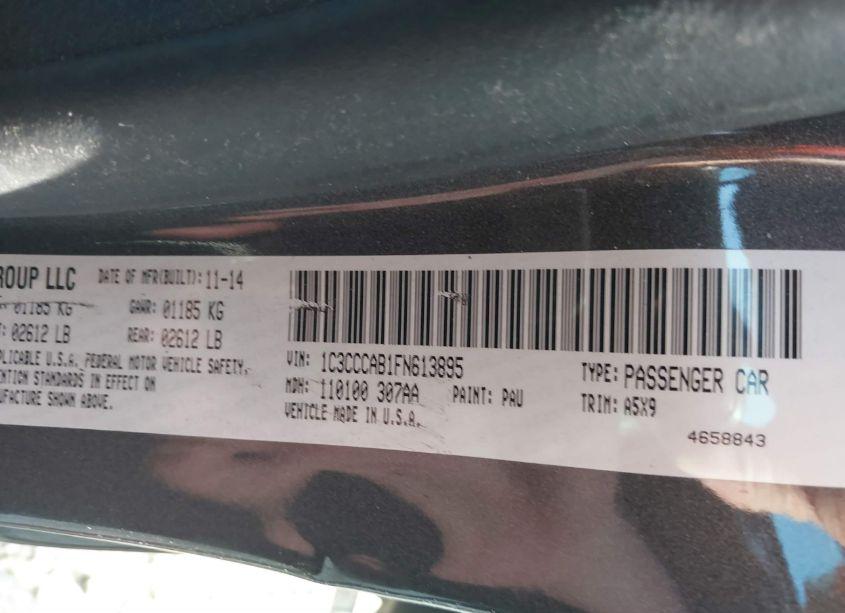 ROUP LLC DATE OF MFR(BUILT): 11-14
01185 KG GAWR: 01185 KG
T: 02612 LB REAR: 02612 LB
PLICABLE U.S.A. FEDERAL MOTOR VEHICLE SAFETY,
ENTION STANDARDS IN EFFECT ON
NUFACTURE SHOWN ABOVE.
VIN: 1C3CCCAB1FN613895 TYPE: PASSENGER CAR
MDH: 110100 307AA PAINT: PAU TRIM: A5X9
VEHICLE MADE IN U.S.A.
4658843